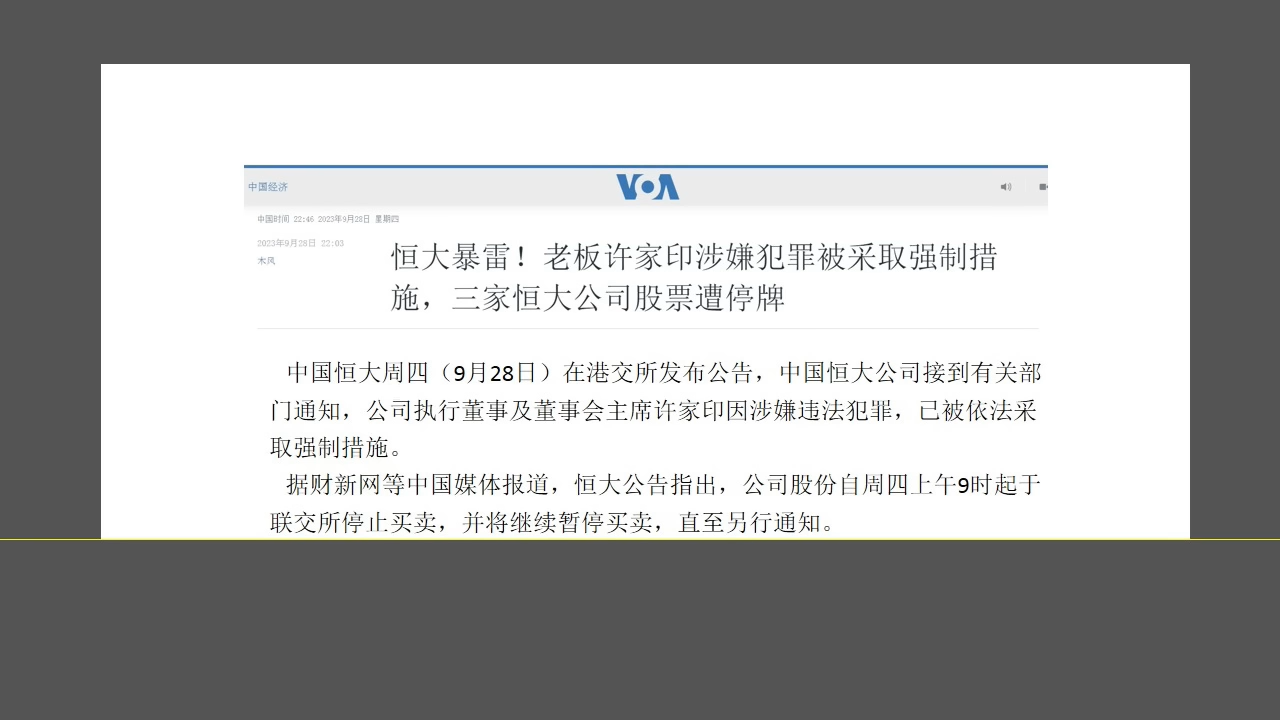 中国经济
VOA
中国时间 22:46 2023年9月28日 星期四
2023年9月28日 22:03
木风
恒大暴雷！老板许家印涉嫌犯罪被采取强制措
施，三家恒大公司股票遭停牌
中国恒大周四（9月28日）在港交所发布公告，中国恒大公司接到有关部
门通知，公司执行董事及董事会主席许家印因涉嫌违法犯罪，己被依法采
取强制措施。
据财新网等中国媒体报道，恒大公告指出，公司股份自周四上午9时起于
联交所停止买卖，并将继续暂停买卖，直至另行通知。